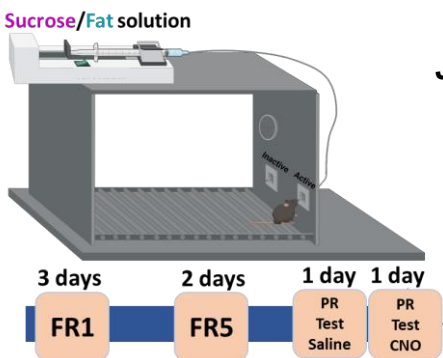 Sucrose/Fat solution
Inactive
Active
3 days
2 days
1 day
1 day
FR1
FR5
PR
Test
Saline
PR
Test
CNO